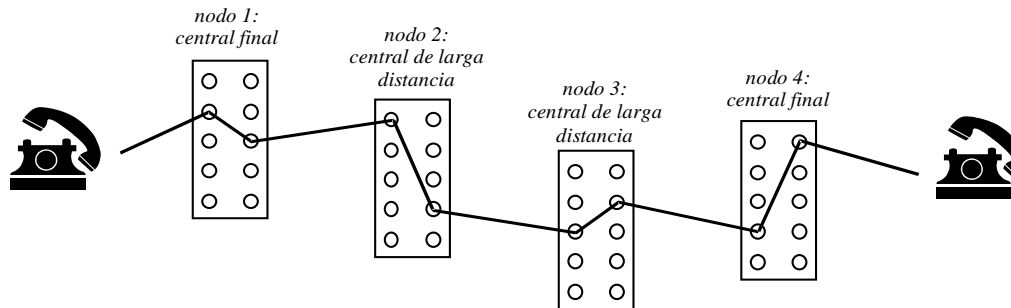 nodo 1:
central final
nodo 2:
central de larga
distancia
nodo 3:
central de larga
distancia
nodo 4:
central final